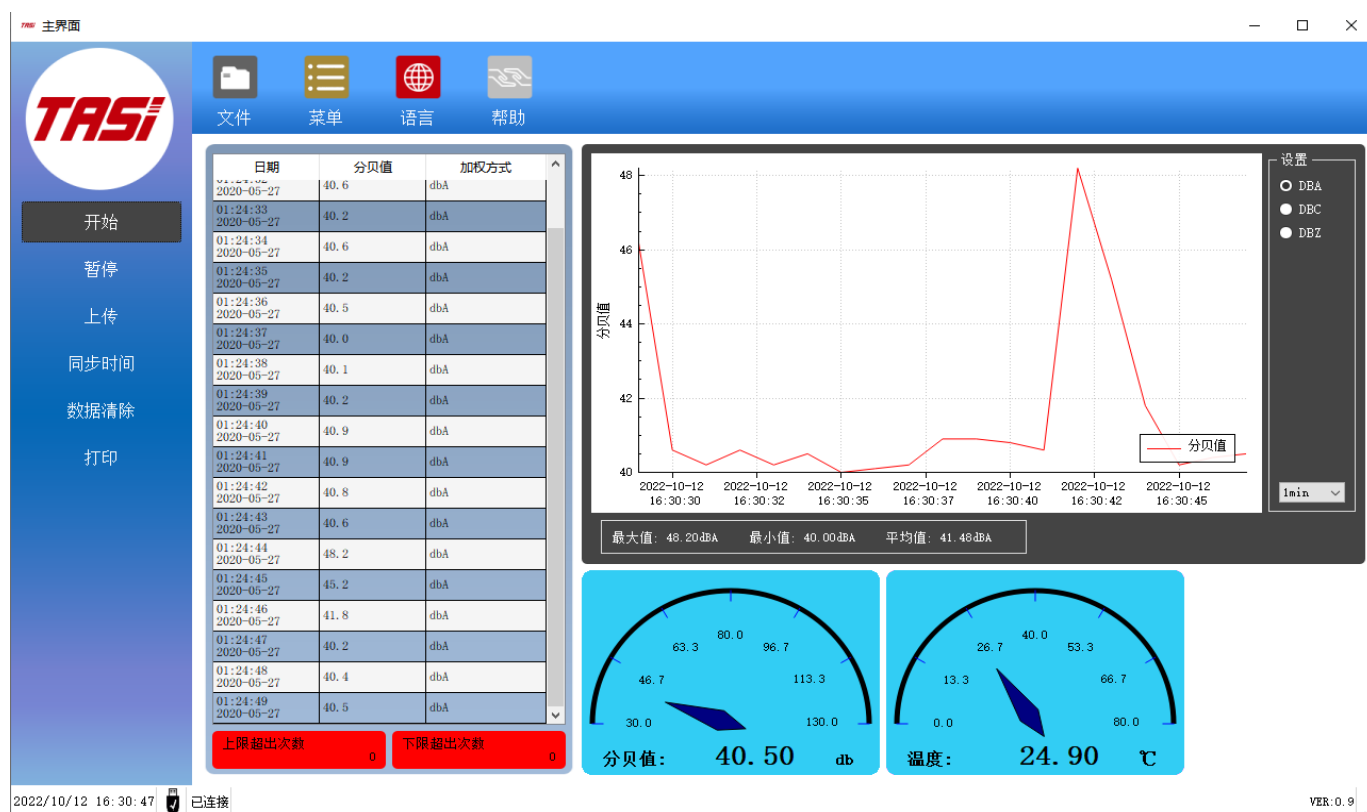 TASI 主界面
TASI
文件 菜单 语言 帮助
开始
暂停
上传
同步时间
数据清除
打印
日期 分贝值 加权方式
2020-05-27 40.6 dbA
01:24:33
2020-05-27 40.2 dbA
01:24:34
2020-05-27 40.6 dbA
01:24:35
2020-05-27 40.2 dbA
01:24:36
2020-05-27 40.5 dbA
01:24:37
2020-05-27 40.0 dbA
01:24:38
2020-05-27 40.1 dbA
01:24:39
2020-05-27 40.2 dbA
01:24:40
2020-05-27 40.9 dbA
01:24:41
2020-05-27 40.9 dbA
01:24:42
2020-05-27 40.8 dbA
01:24:43
2020-05-27 40.6 dbA
01:24:44
2020-05-27 48.2 dbA
01:24:45
2020-05-27 45.2 dbA
01:24:46
2020-05-27 41.8 dbA
01:24:47
2020-05-27 40.2 dbA
01:24:48
2020-05-27 40.4 dbA
01:24:49
2020-05-27 40.5 dbA
上限超出次数 0
下限超出次数 0
48
46
44
42
40
分贝值
分贝值
2022-10-12 2022-10-12 2022-10-12 2022-10-12 2022-10-12 2022-10-12 2022-10-12
16:30:30 16:30:32 16:30:35 16:30:37 16:30:40 16:30:42 16:30:45
设置
DBA
DBC
DBZ
1min
最大值: 48.20dBA 最小值: 40.00dBA 平均值: 41.48dBA
30.0 46.7 63.3 80.0 96.7 113.3 130.0
分贝值: 40.50 db
0.0 13.3 26.7 40.0 53.3 66.7 80.0
温度: 24.90 ℃
2022/10/12 16:30:47 已连接
VER:0.9